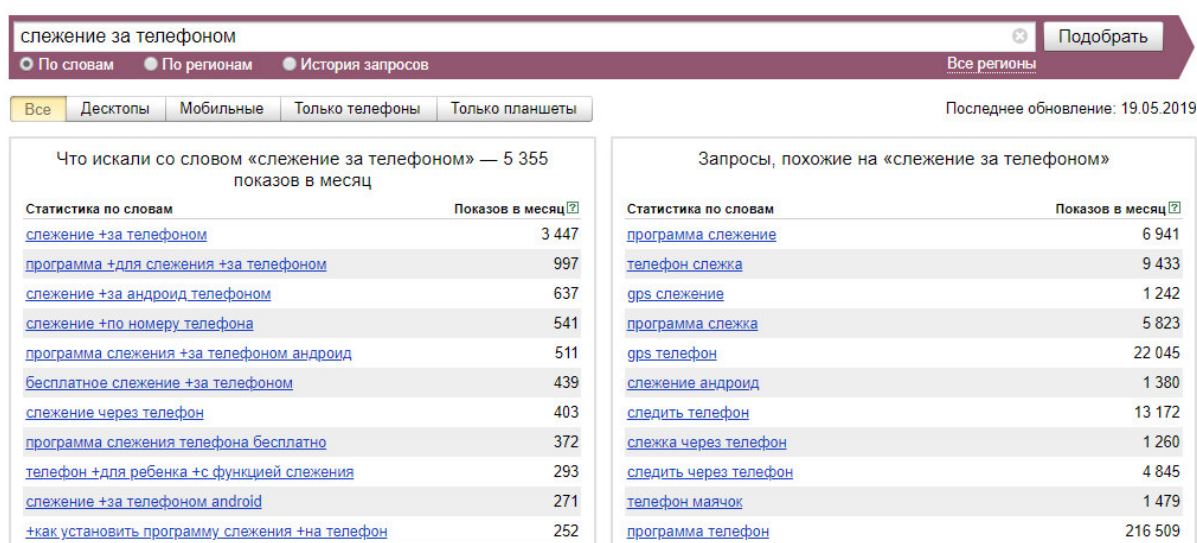 слежение за телефоном
Подобрать
По словам По регионам История запросов Все регионы
Все Десктопы Мобильные Только телефоны Только планшеты Последнее обновление: 19.05.2019
Что искали со словом «слежение за телефоном» — 5 355
показов в месяц
Статистика по словам Показов в месяц ?
слежение +за телефоном 3 447
программа +для слежения +за телефоном 997
слежение +за андроид телефоном 637
слежение +по номеру телефона 541
программа слежения +за телефоном андроид 511
бесплатное слежение +за телефоном 439
слежение через телефон 403
программа слежения телефона бесплатно 372
телефон +для ребенка +с функцией слежения 293
слежение +за телефоном android 271
+как установить программу слежения +на телефон 252
Запросы, похожие на «слежение за телефоном»
Статистика по словам Показов в месяц ?
программа слежение 6 941
телефон слежка 9 433
gps слежение 1 242
программа слежка 5 823
gps телефон 22 045
слежение андроид 1 380
следить телефон 13 172
слежка через телефон 1 260
следить через телефон 4 845
телефон маячок 1 479
программа телефон 216 509